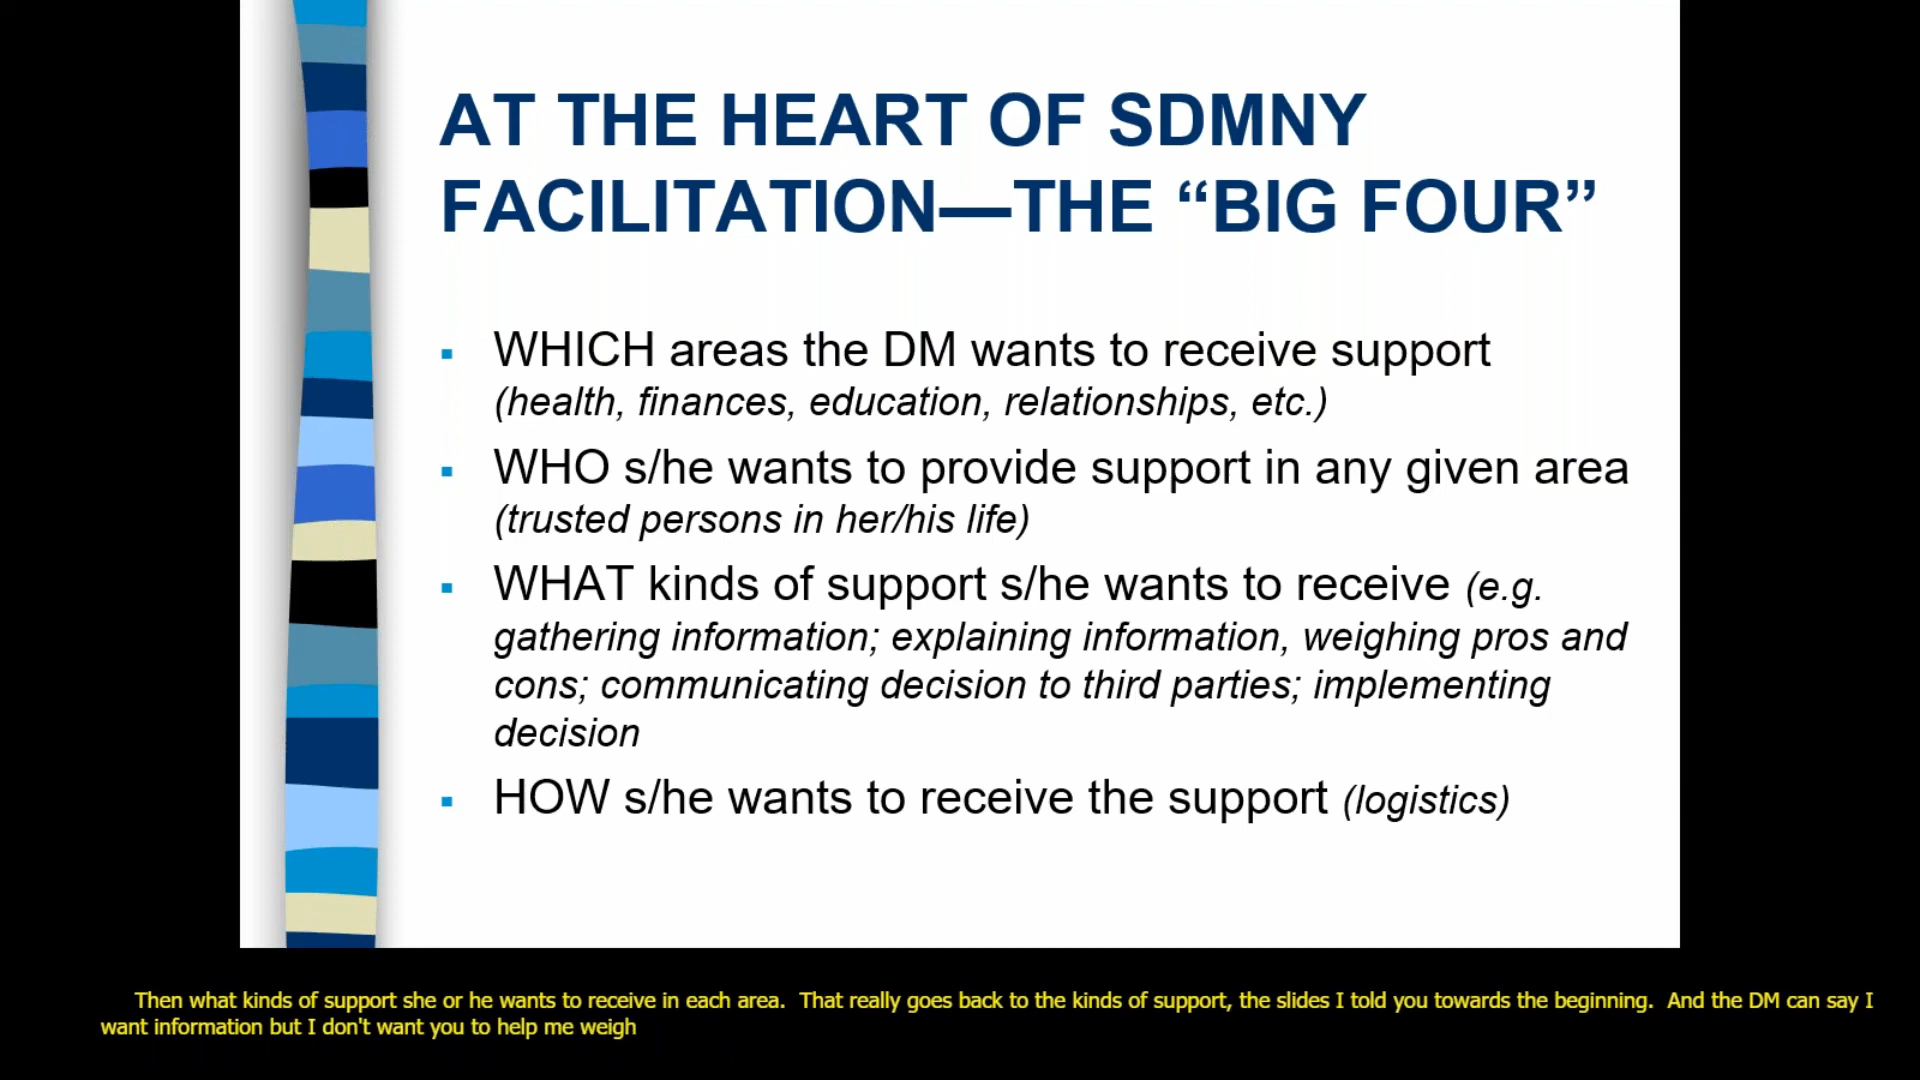 AT THE HEART OF SDMNY
FACILITATION—THE “BIG FOUR”
▪ WHICH areas the DM wants to receive support
(health, finances, education, relationships, etc.)
▪ WHO s/he wants to provide support in any given area
(trusted persons in her/his life)
▪ WHAT kinds of support s/he wants to receive (e.g.
gathering information; explaining information, weighing pros and
cons; communicating decision to third parties; implementing
decision
▪ HOW s/he wants to receive the support (logistics)
Then what kinds of support she or he wants to receive in each area.  That really goes back to the kinds of support, the slides I told you towards the beginning.  And the DM can say I
want information but I don't want you to help me weigh